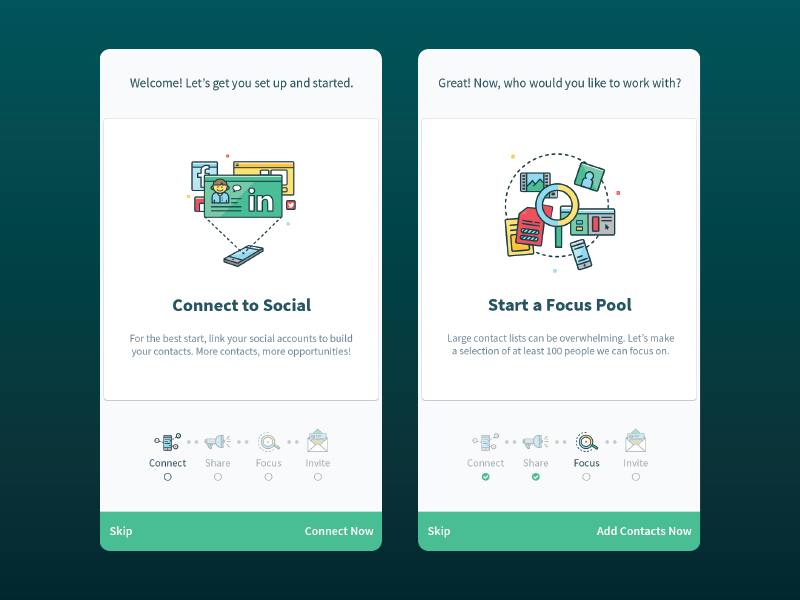 Welcome! Let's get you set up and started.
f
in
Connect to Social
For the best start, link your social accounts to build
your contacts. More contacts, more opportunities!
Connect
Share
Focus
Invite
Skip
Connect Now
Great! Now, who would you like to work with?
Start a Focus Pool
Large contact lists can be overwhelming. Let's make
a selection of at least 100 people we can focus on.
Connect
Share
Focus
Invite
Skip
Add Contacts Now